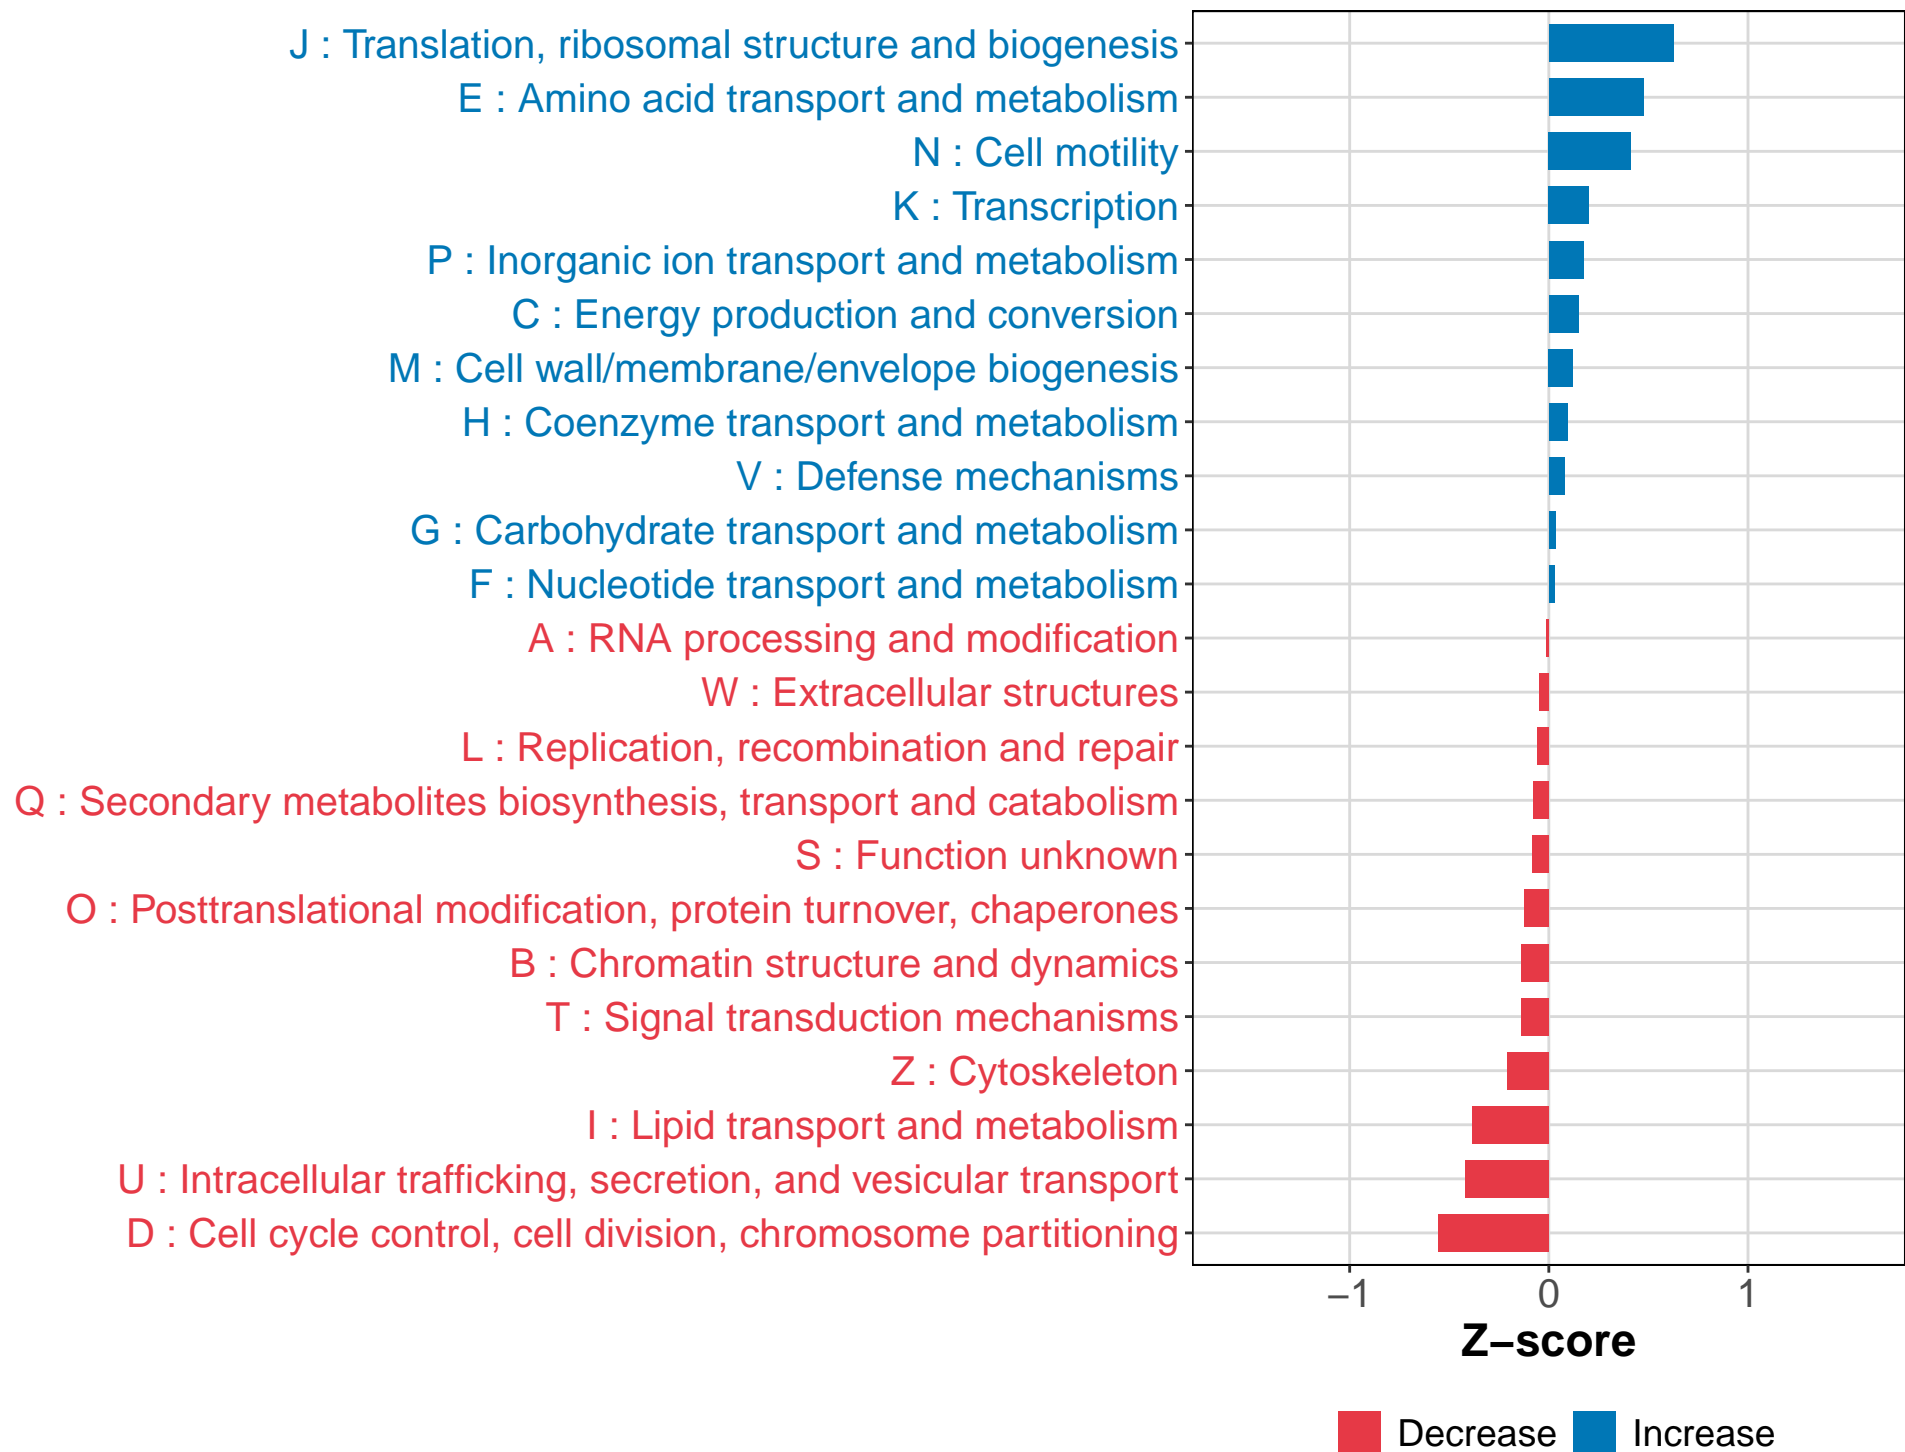 J : Translation, ribosomal structure and biogenesis
E : Amino acid transport and metabolism
N : Cell motility
K : Transcription
P : Inorganic ion transport and metabolism
C : Energy production and conversion
M : Cell wall/membrane/envelope biogenesis
H : Coenzyme transport and metabolism
V : Defense mechanisms
G : Carbohydrate transport and metabolism
F : Nucleotide transport and metabolism
A : RNA processing and modification
W : Extracellular structures
L : Replication, recombination and repair
Q : Secondary metabolites biosynthesis, transport and catabolism
S : Function unknown
O : Posttranslational modification, protein turnover, chaperones
B : Chromatin structure and dynamics
T : Signal transduction mechanisms
Z : Cytoskeleton
I : Lipid transport and metabolism
U : Intracellular trafficking, secretion, and vesicular transport
D : Cell cycle control, cell division, chromosome partitioning
−1 0 1
Z−score
Decrease Increase